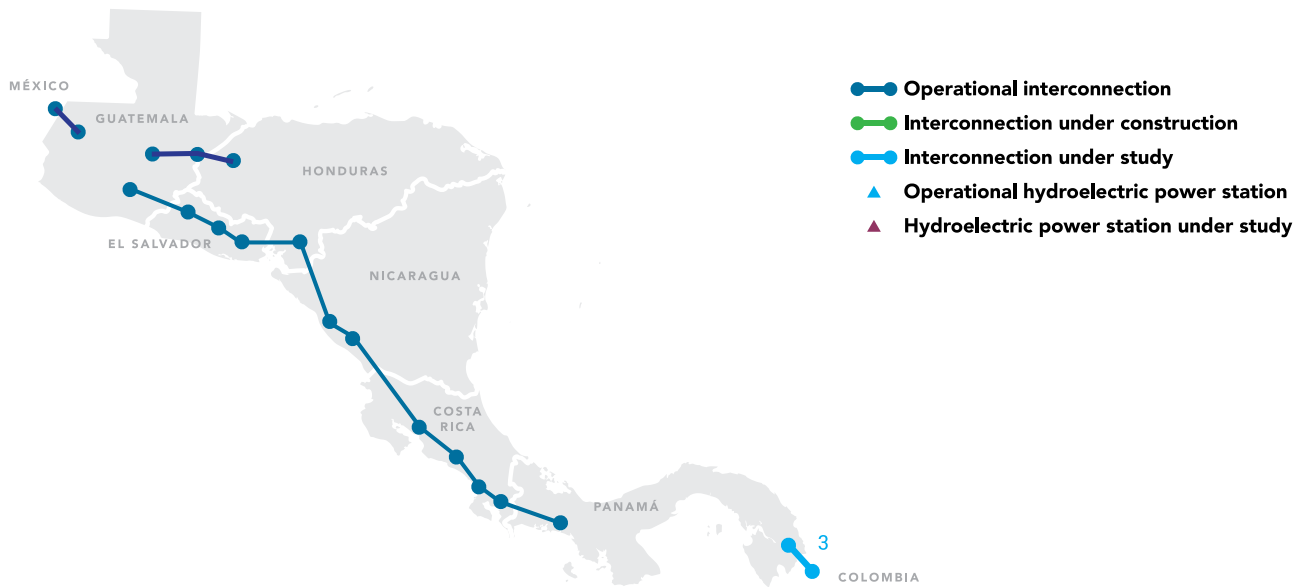 MÉXICO
GUATEMALA
HONDURAS
EL SALVADOR
NICARAGUA
COSTA
RICA
PANAMÁ
3
COLOMBIA
Operational interconnection
Interconnection under construction
Interconnection under study
Operational hydroelectric power station
Hydroelectric power station under study